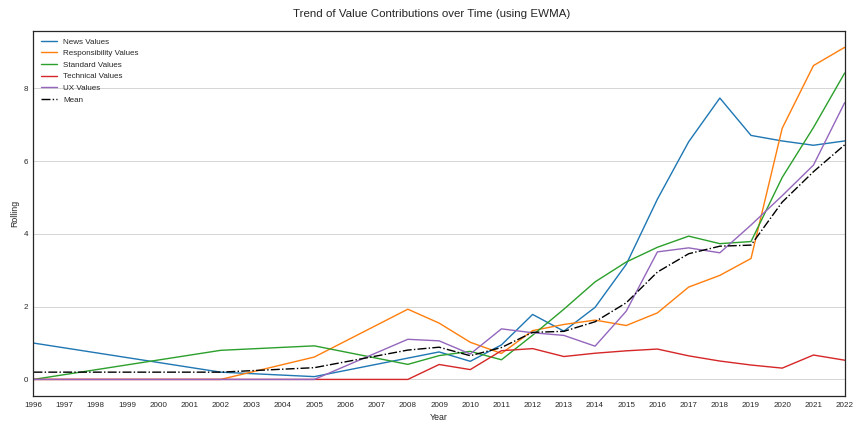 Trend of Value Contributions over Time (using EWMA)
News Values
Responsibility Values
Standard Values
Technical Values
UX Values
Mean
8
6
4
2
0
Rolling
1996 1997 1998 1999 2000 2001 2002 2003 2004 2005 2006 2007 2008 2009 2010 2011 2012 2013 2014 2015 2016 2017 2018 2019 2020 2021 2022
Year